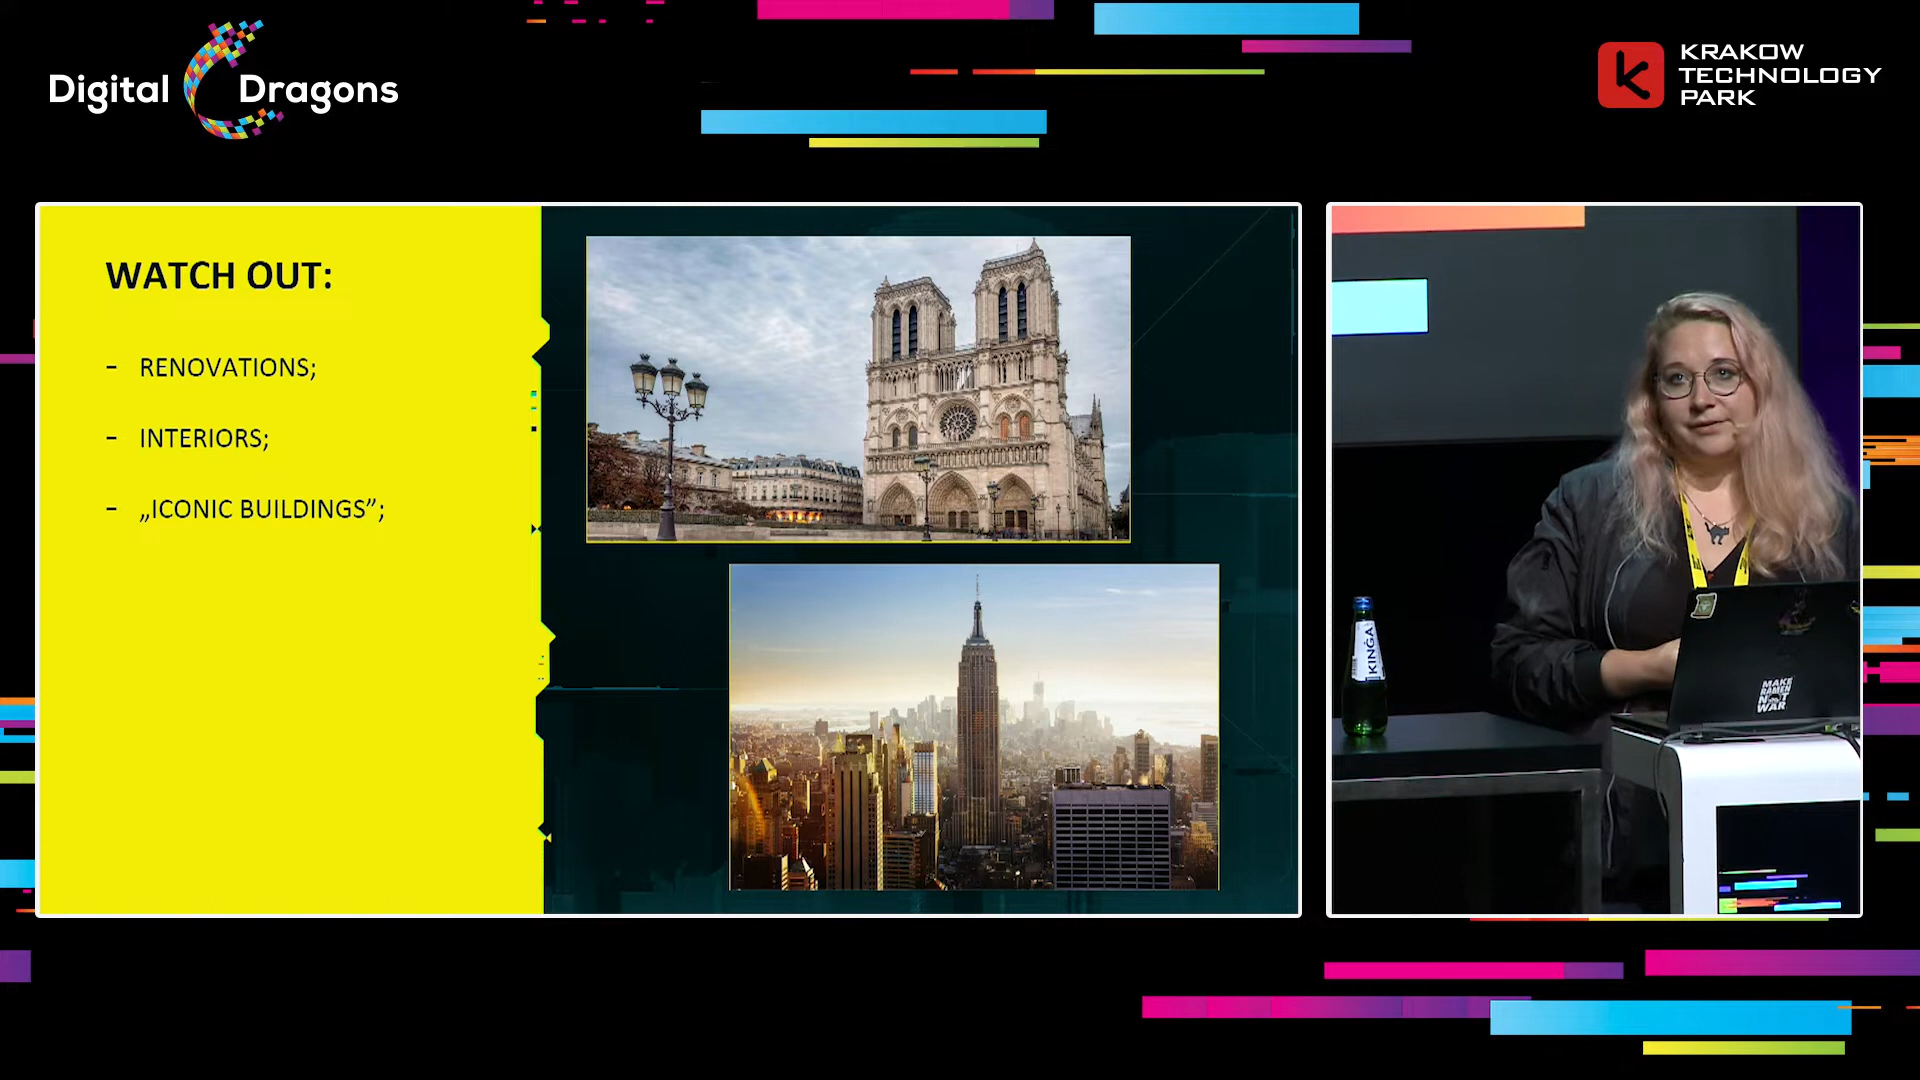 Digital Dragons
KRAKOW
TECHNOLOGY
PARK
WATCH OUT:
- RENOVATIONS;
- INTERIORS;
- „ICONIC BUILDINGS”;
KINGA
MAKE
RAMEN
NOT
WAR